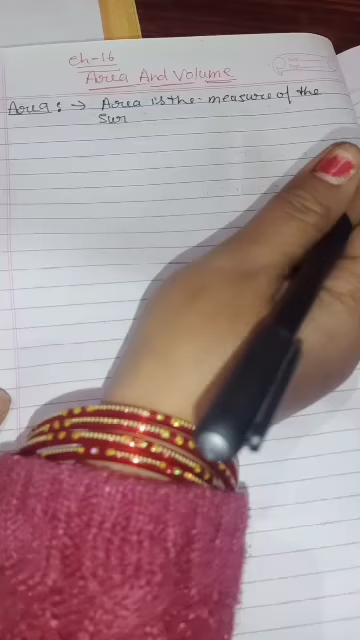 Ch-16
Area And Volume
Area : → Area is the measure of the
Sur